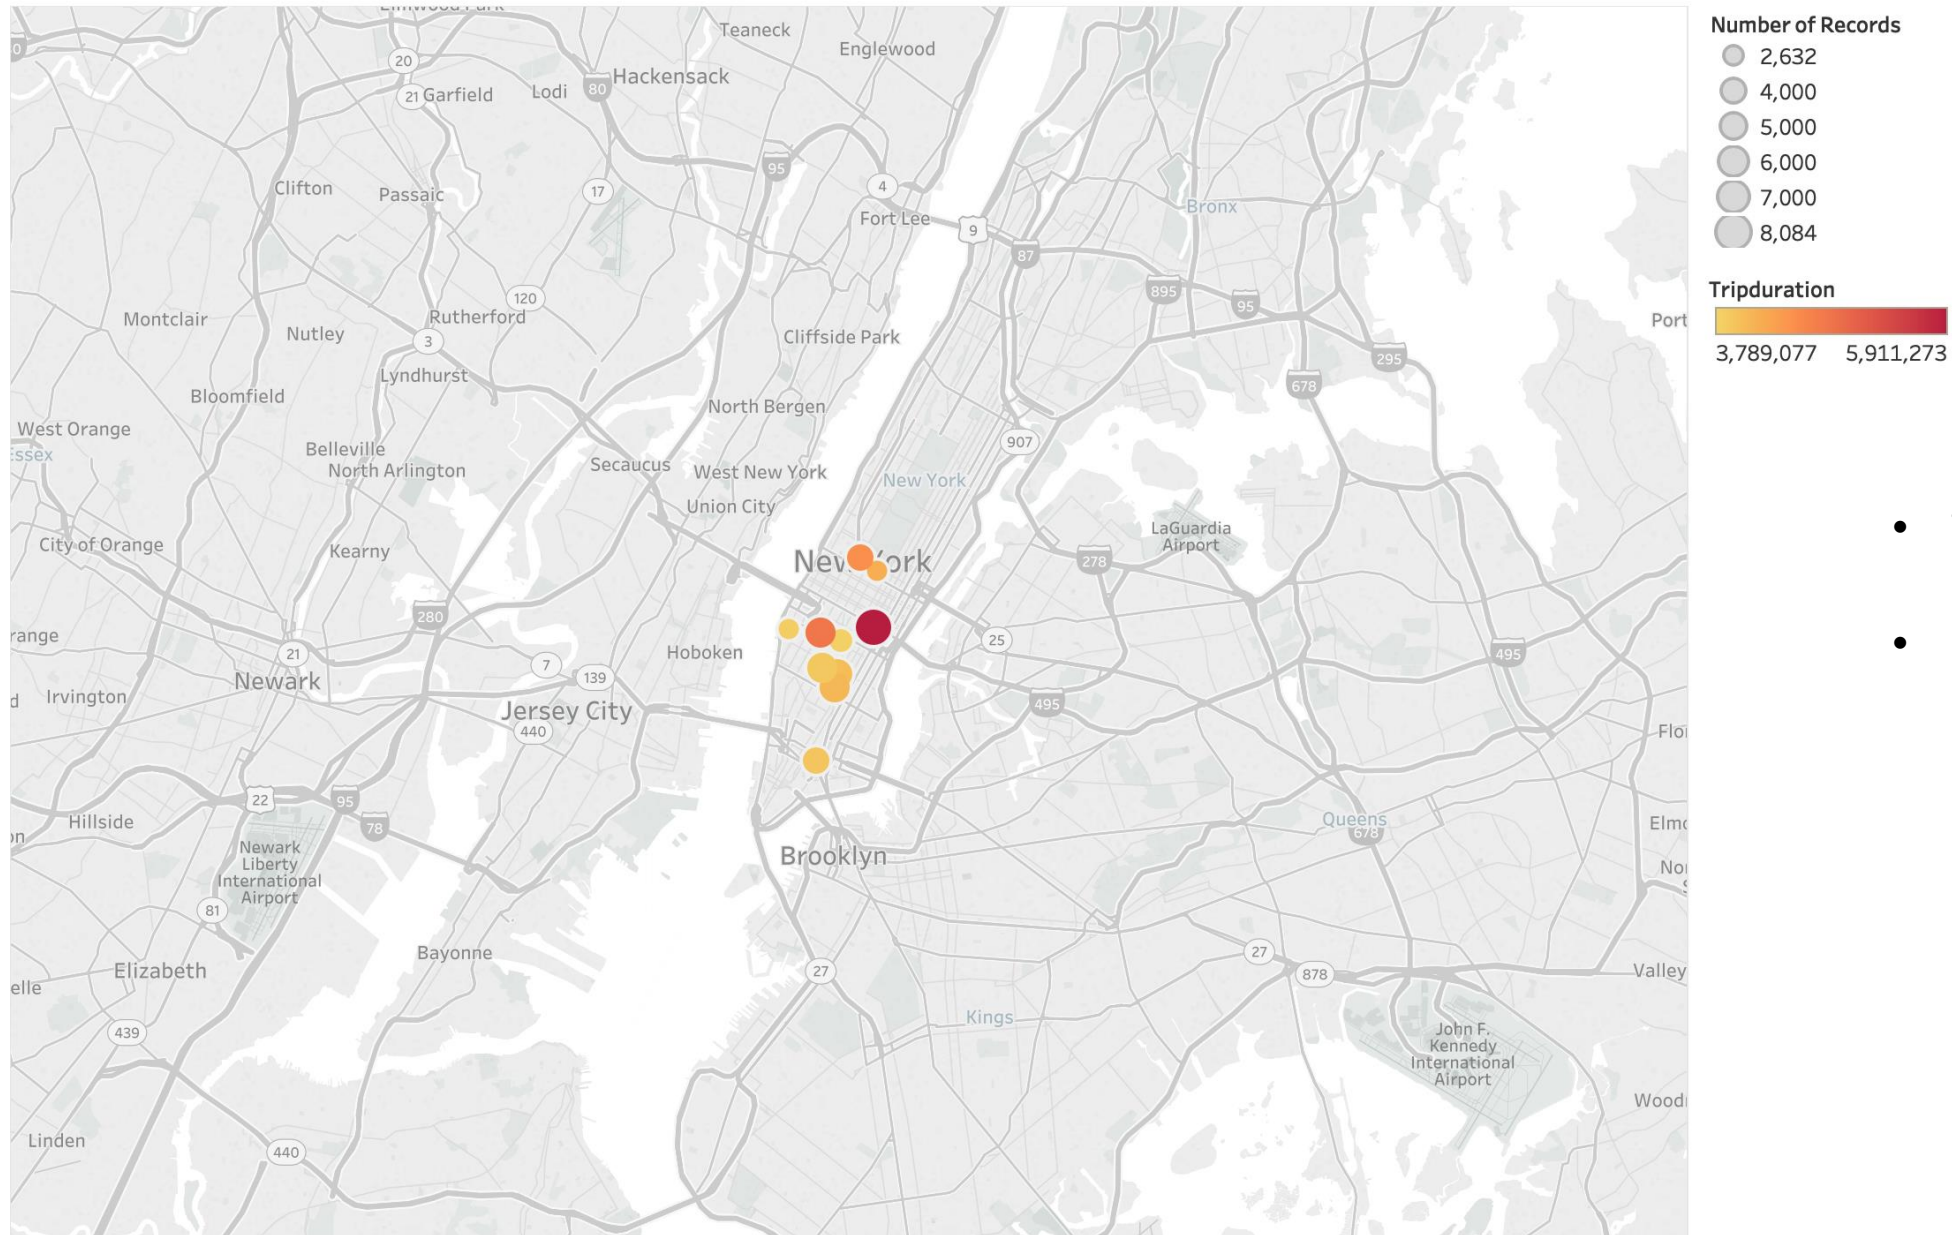 Teaneck
Englewood
20
Hackensack
80
Lodi
21
Garfield
95
4
Clifton
Passaic
17
Bronx
Fort Lee
9
87
895
95
120
Rutherford
Montclair
Nutley
Cliffside Park
3
295
Lyndhurst
678
Bloomfield
North Bergen
West Orange
907
Belleville
North Arlington
Secaucus
West New York
New York
Union City
LaGuardia
Airport
City of Orange
Kearny
New York
278
280
25
21
Hoboken
7
139
495
Newark
Irvington
Jersey City
495
440
22
95
78
Hillside
Queens
678
Newark
Liberty
International
Airport
Brooklyn
81
Bayonne
27
27
878
Elizabeth
Valley
439
Kings
John F.
Kennedy
International
Airport
Linden
440
Number of Records
2,632
4,000
5,000
6,000
7,000
8,084
Tripduration
3,789,077
5,911,273